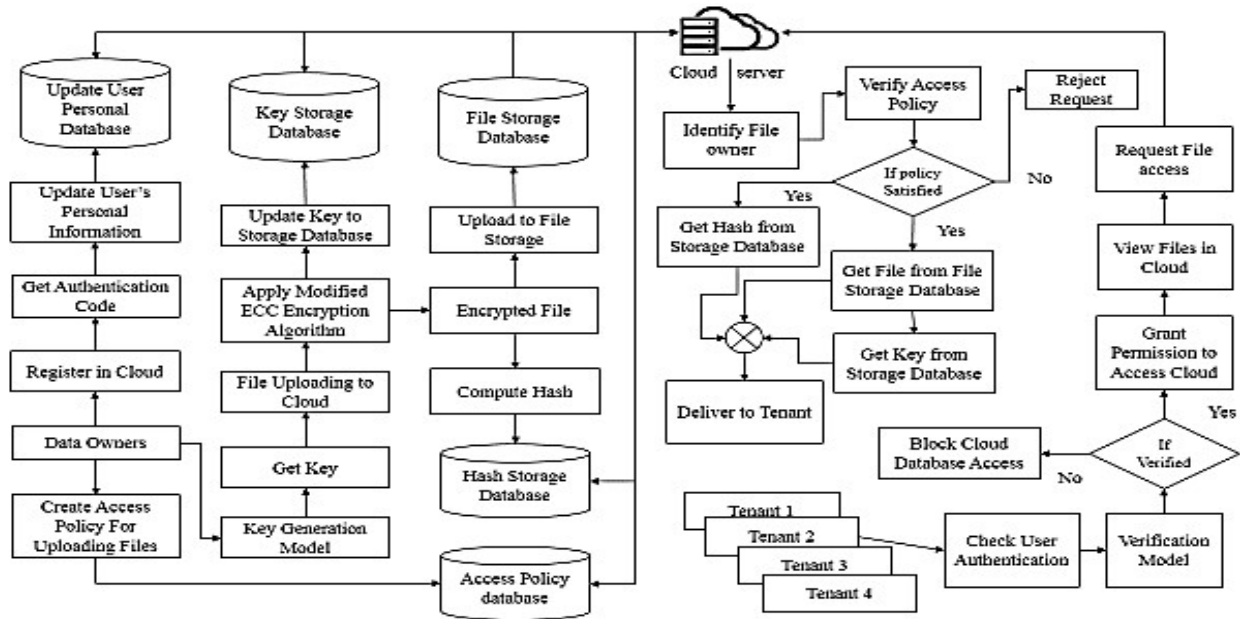 Update User
Personal
Database
Update User's
Personal
Information
Get Authentication
Code
Register in Cloud
Data Owners
Create Access
Policy For
Uploading Files
Key Storage
Database
Update Key to
Storage Database
Apply Modified
ECC Encryption
Algorithm
File Uploading to
Cloud
Get Key
Key Generation
Model
File Storage
Database
Upload to File
Storage
Encrypted File
Compute Hash
Hash Storage
Database
Access Policy
database
Cloud server
Identify File
owner
Verify Access
Policy
Reject
Request
If policy
Satisfied
No
Yes
Yes
Get Hash from
Storage Database
Get File from File
Storage Database
Get Key from
Storage Database
Deliver to Tenant
Request File
access
View Files in
Cloud
Grant
Permission to
Access Cloud
Yes
If
Verified
No
Block Cloud
Database Access
Tenant 1
Tenant 2
Tenant 3
Tenant 4
Check User
Authentication
Verification
Model